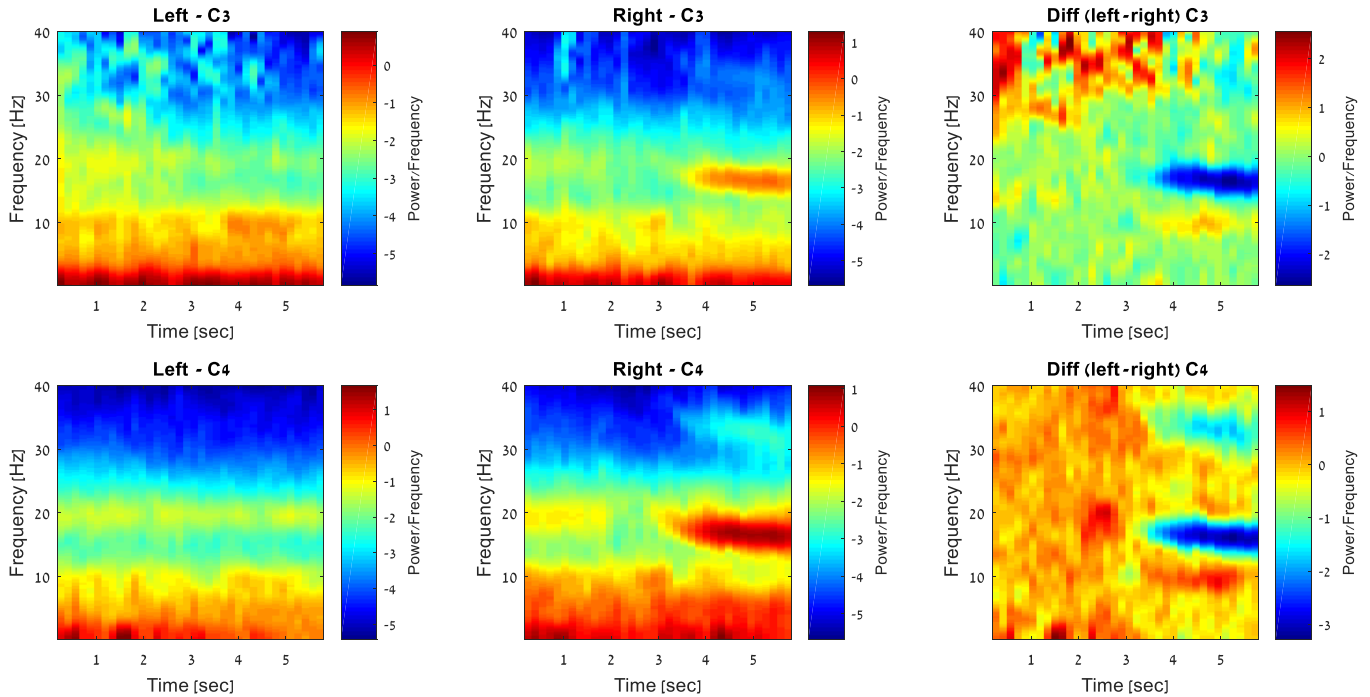 Left - C3
Right - C3
Diff (left-right) C3
40
30
20
10
Frequency [Hz]
1 2 3 4 5
Time [sec]
0
-1
-2
-3
-4
-5
Power/Frequency
40
30
20
10
Frequency [Hz]
1 2 3 4 5
Time [sec]
1
0
-1
-2
-3
-4
-5
Power/Frequency
40
30
20
10
Frequency [Hz]
1 2 3 4 5
Time [sec]
2
1
0
-1
-2
Power/Frequency
Left - C4
Right - C4
Diff (left-right) C4
40
30
20
10
Frequency [Hz]
1 2 3 4 5
Time [sec]
1
0
-1
-2
-3
-4
-5
Power/Frequency
40
30
20
10
Frequency [Hz]
1 2 3 4 5
Time [sec]
1
0
-1
-2
-3
-4
-5
Power/Frequency
40
30
20
10
Frequency [Hz]
1 2 3 4 5
Time [sec]
1
0
-1
-2
-3
Power/Frequency